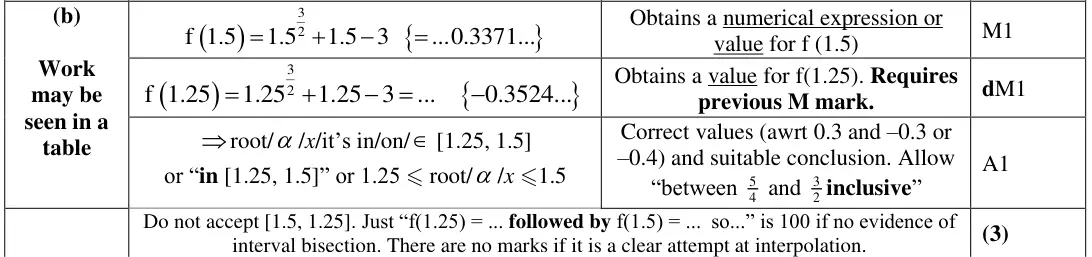 (b)
Work
may be
seen in a
table
f (1.5) = 1.5^{3/2} + 1.5 − 3 {= ...0.3371...}
Obtains a numerical expression or
value for f (1.5)
M1
f (1.25) = 1.25^{3/2} + 1.25 − 3 = ... {−0.3524...}
Obtains a value for f(1.25). Requires
previous M mark.
dM1
⇒ root/ α /x/it’s in/on/∈ [1.25, 1.5]
or “in [1.25, 1.5]” or 1.25 ⩽ root/ α /x ⩽ 1.5
Correct values (awrt 0.3 and –0.3 or
–0.4) and suitable conclusion. Allow
“between 5/4 and 3/2 inclusive”
A1
Do not accept [1.5, 1.25]. Just “f(1.25) = ... followed by f(1.5) = ... so...” is 100 if no evidence of
interval bisection. There are no marks if it is a clear attempt at interpolation.
(3)